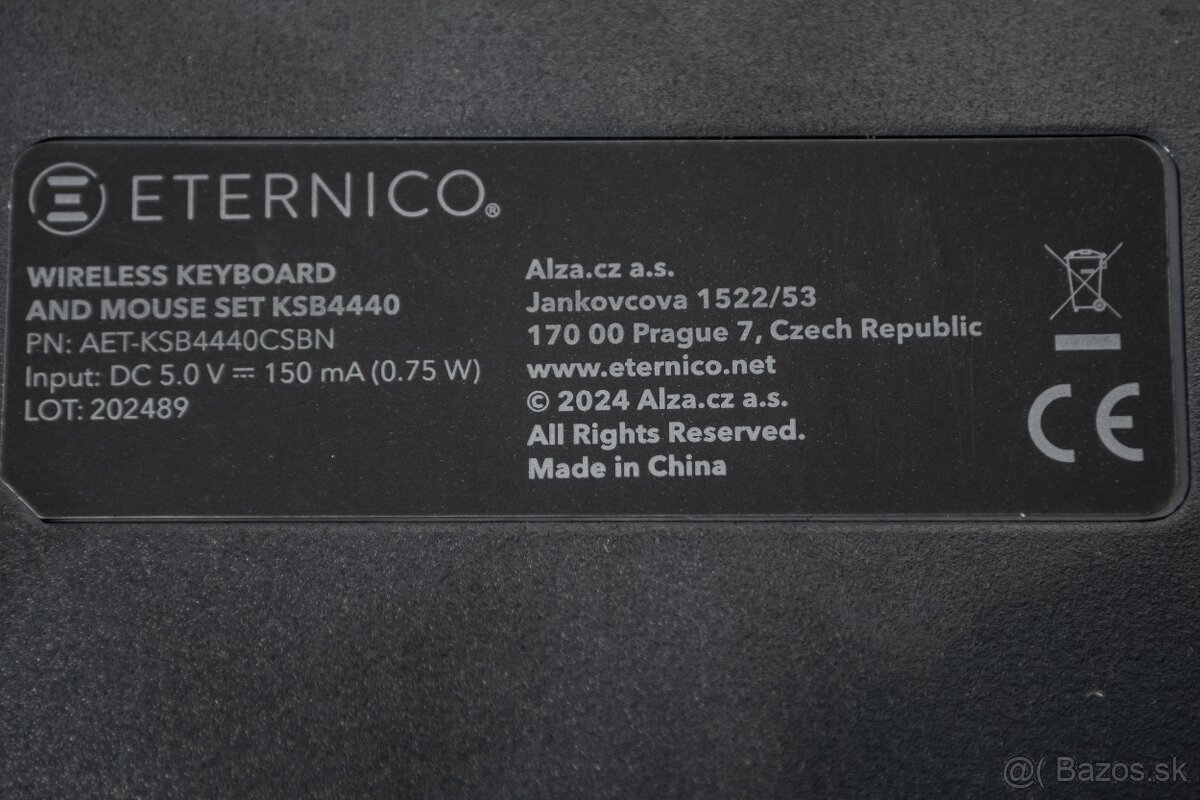 ETERNICO®
WIRELESS KEYBOARD
AND MOUSE SET KSB4440
PN: AET-KSB4440CSBN
Input: DC 5.0 V ⎓ 150 mA (0.75 W)
LOT: 202489
Alza.cz a.s.
Jankovcova 1522/53
170 00 Prague 7, Czech Republic
www.eternico.net
© 2024 Alza.cz a.s.
All Rights Reserved.
Made in China
CE
@( Bazos.sk